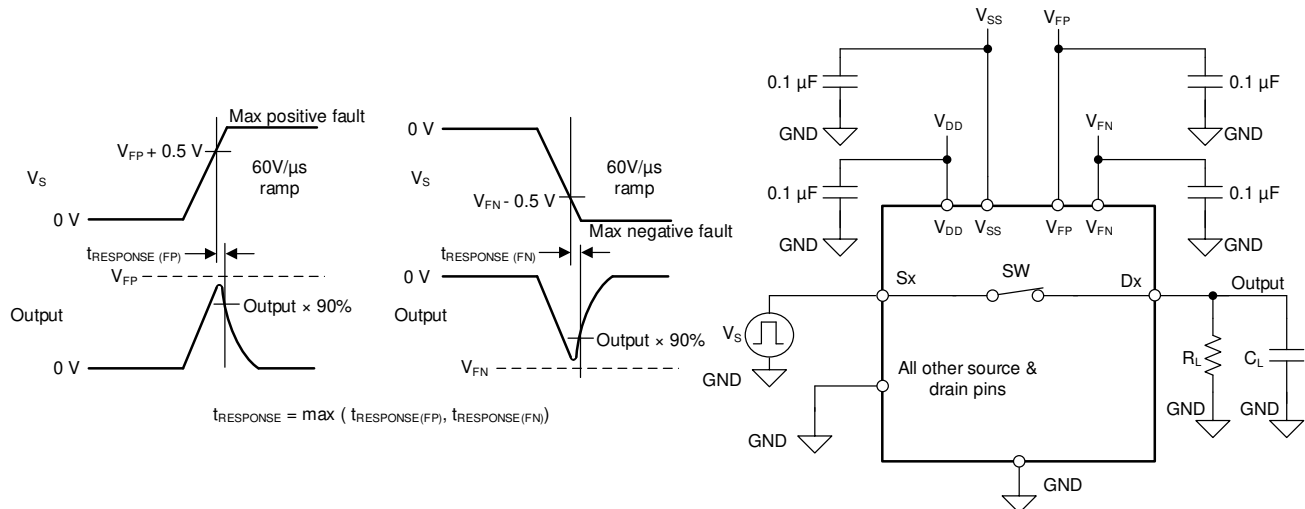 Max positive fault
V_FP + 0.5 V
60V/µs
ramp
V_S
0 V
t_RESPONSE (FP)
V_FP
Output × 90%
Output
0 V
0 V
60V/µs
ramp
V_S
V_FN - 0.5 V
Max negative fault
t_RESPONSE (FN)
0 V
Output
Output × 90%
V_FN
t_RESPONSE = max ( t_RESPONSE(FP), t_RESPONSE(FN))
V_SS
V_FP
0.1 µF
0.1 µF
GND
GND
V_DD
V_FN
0.1 µF
0.1 µF
GND
GND
V_DD
V_SS
V_FP
V_FN
Sx
SW
Dx
Output
V_S
GND
All other source &
drain pins
R_L
C_L
GND
GND
GND
GND